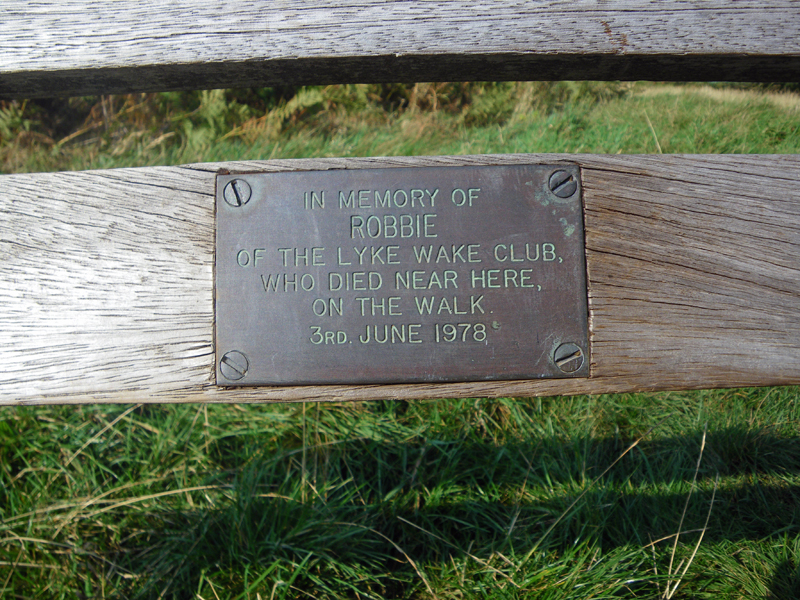 IN MEMORY OF
ROBBIE
OF THE LYKE WAKE CLUB,
WHO DIED NEAR HERE,
ON THE WALK.
3RD. JUNE 1978